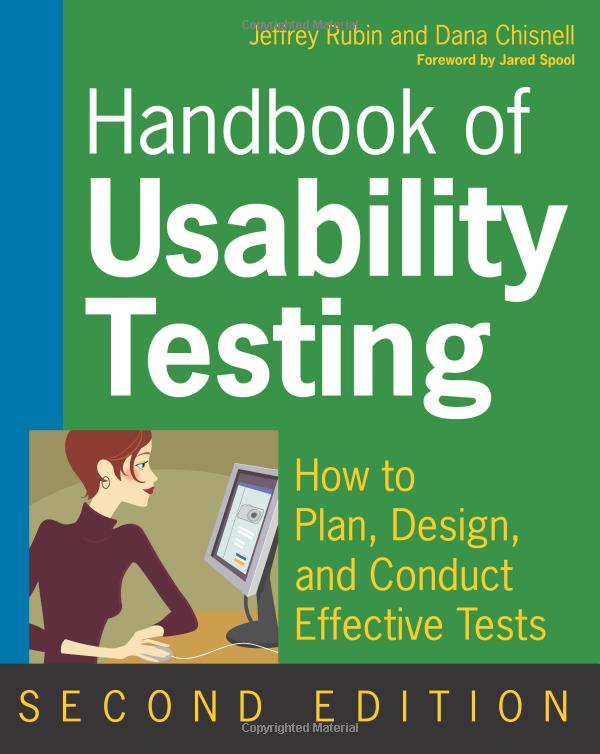 Copyrighted Material
Jeffrey Rubin and Dana Chisnell
Foreword by Jared Spool
Handbook of
Usability
Testing
How to
Plan, Design,
and Conduct
Effective Tests
SECOND EDITION
Copyrighted Material